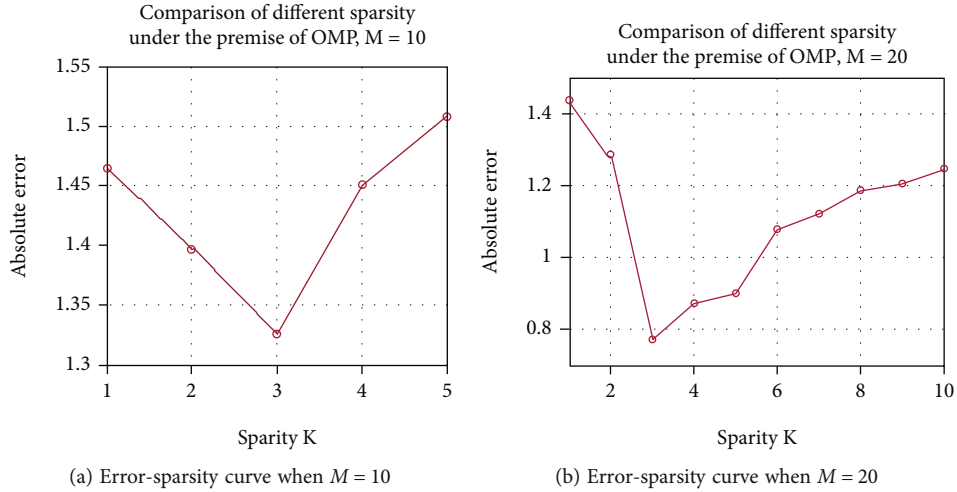 Comparison of different sparsity
under the premise of OMP, M = 10
1.55
1.5
1.45
1.4
1.35
1.3
Absolute error
1 2 3 4 5
Sparity K
(a) Error-sparsity curve when M = 10
Comparison of different sparsity
under the premise of OMP, M = 20
1.4
1.2
1
0.8
Absolute error
2 4 6 8 10
Sparity K
(b) Error-sparsity curve when M = 20